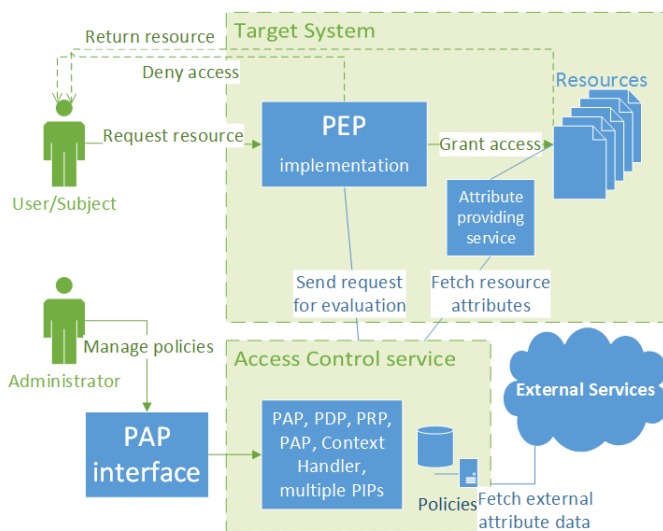 Return resource
Target System
Deny access
Resources
Request resource
PEP
implementation
Grant access
User/Subject
Attribute
providing
service
Send request
for evaluation
Fetch resource
attributes
Manage policies
Administrator
Access Control service
External Services
PAP
interface
PAP, PDP, PRP,
PAP, Context
Handler,
multiple PIPs
Policies
Fetch external
attribute data